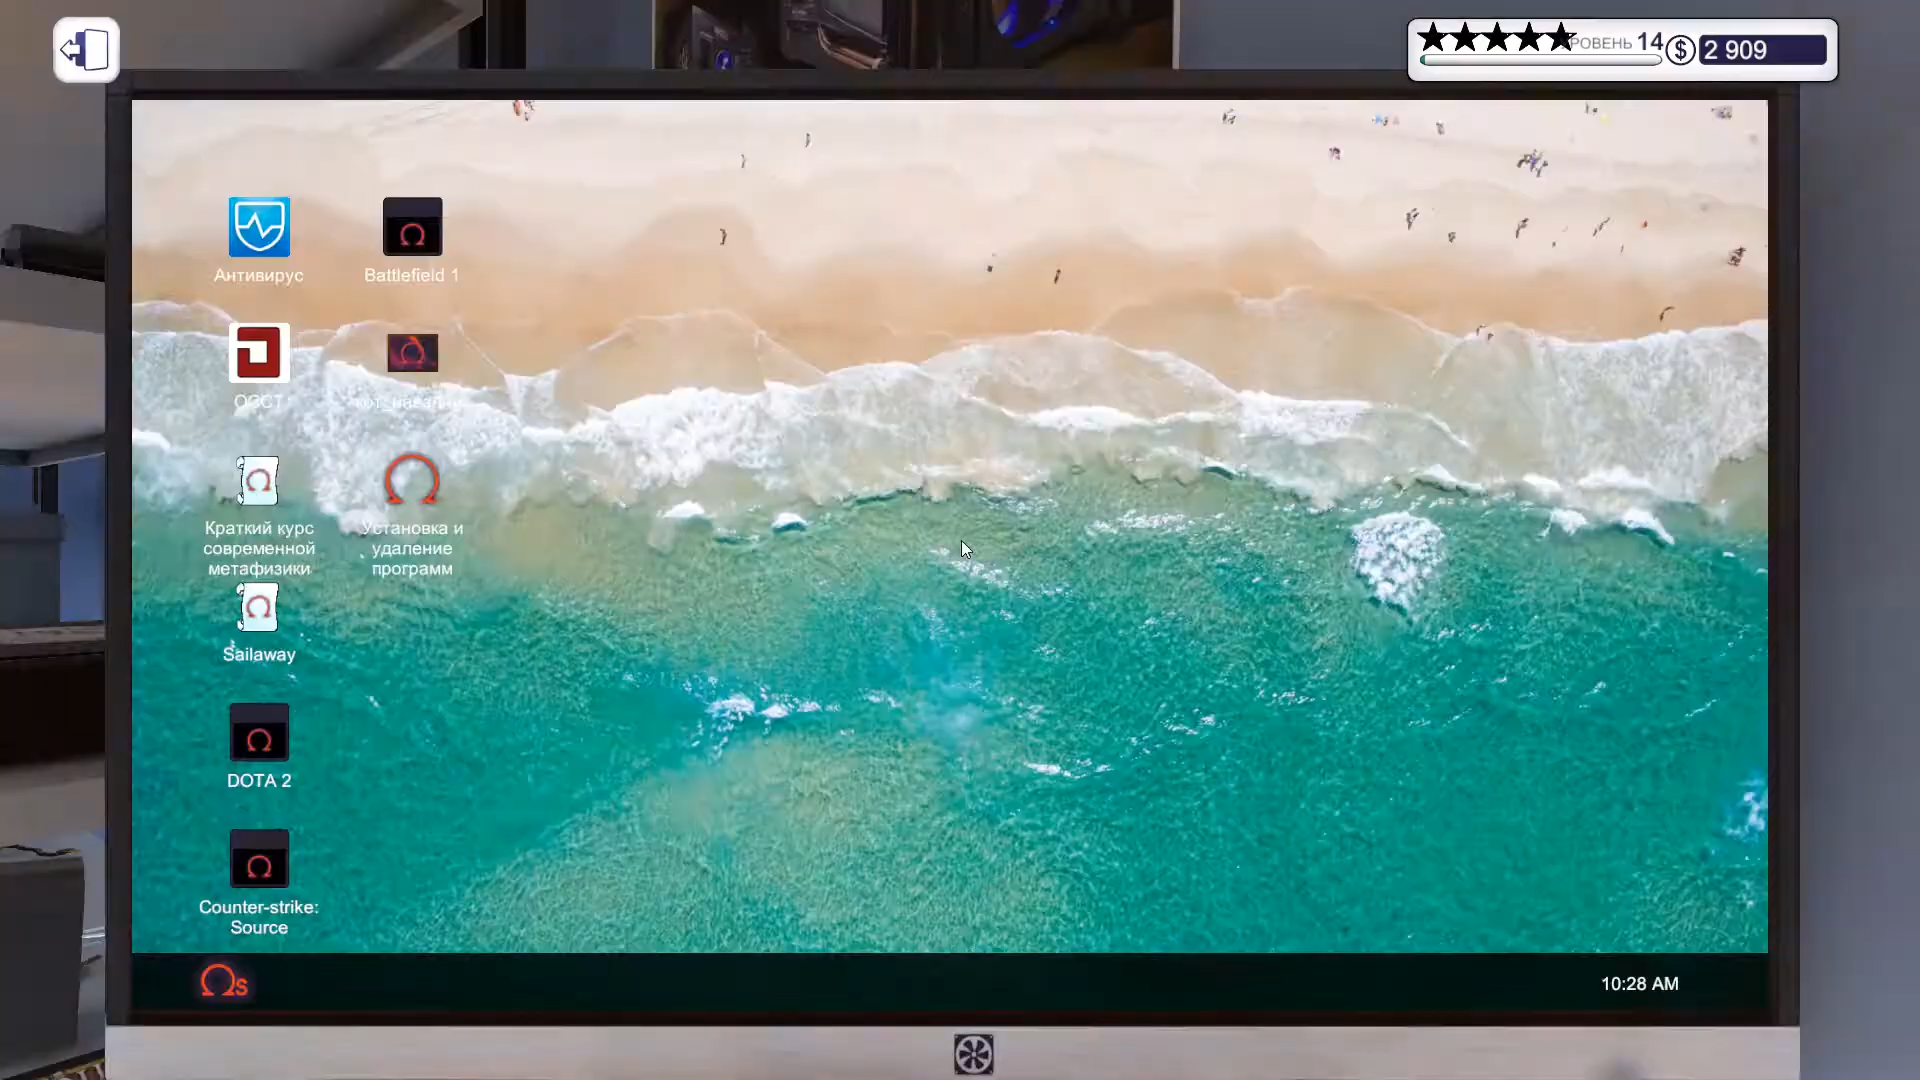 РОВЕНЬ 14
$ 2 909
Антивирус
Battlefield 1
OCCT
Краткий курс
современной
метафизики
Установка и
удаление
программ
Sailaway
DOTA 2
Counter-strike:
Source
Ωs
10:28 AM